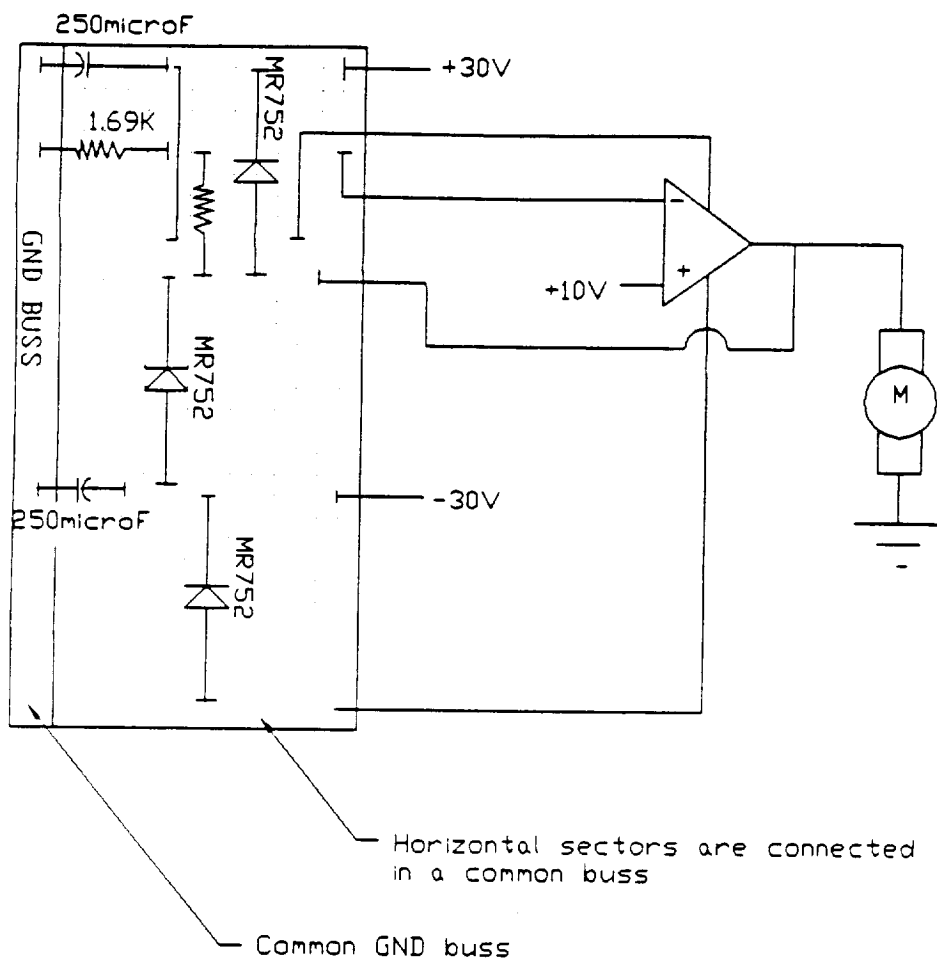 250microF
MR752
+30V
1.69K
GND BUSS
-
+
+10V
MR752
M
-30V
250microF
MR752
Horizontal sectors are connected
in a common buss
Common GND buss